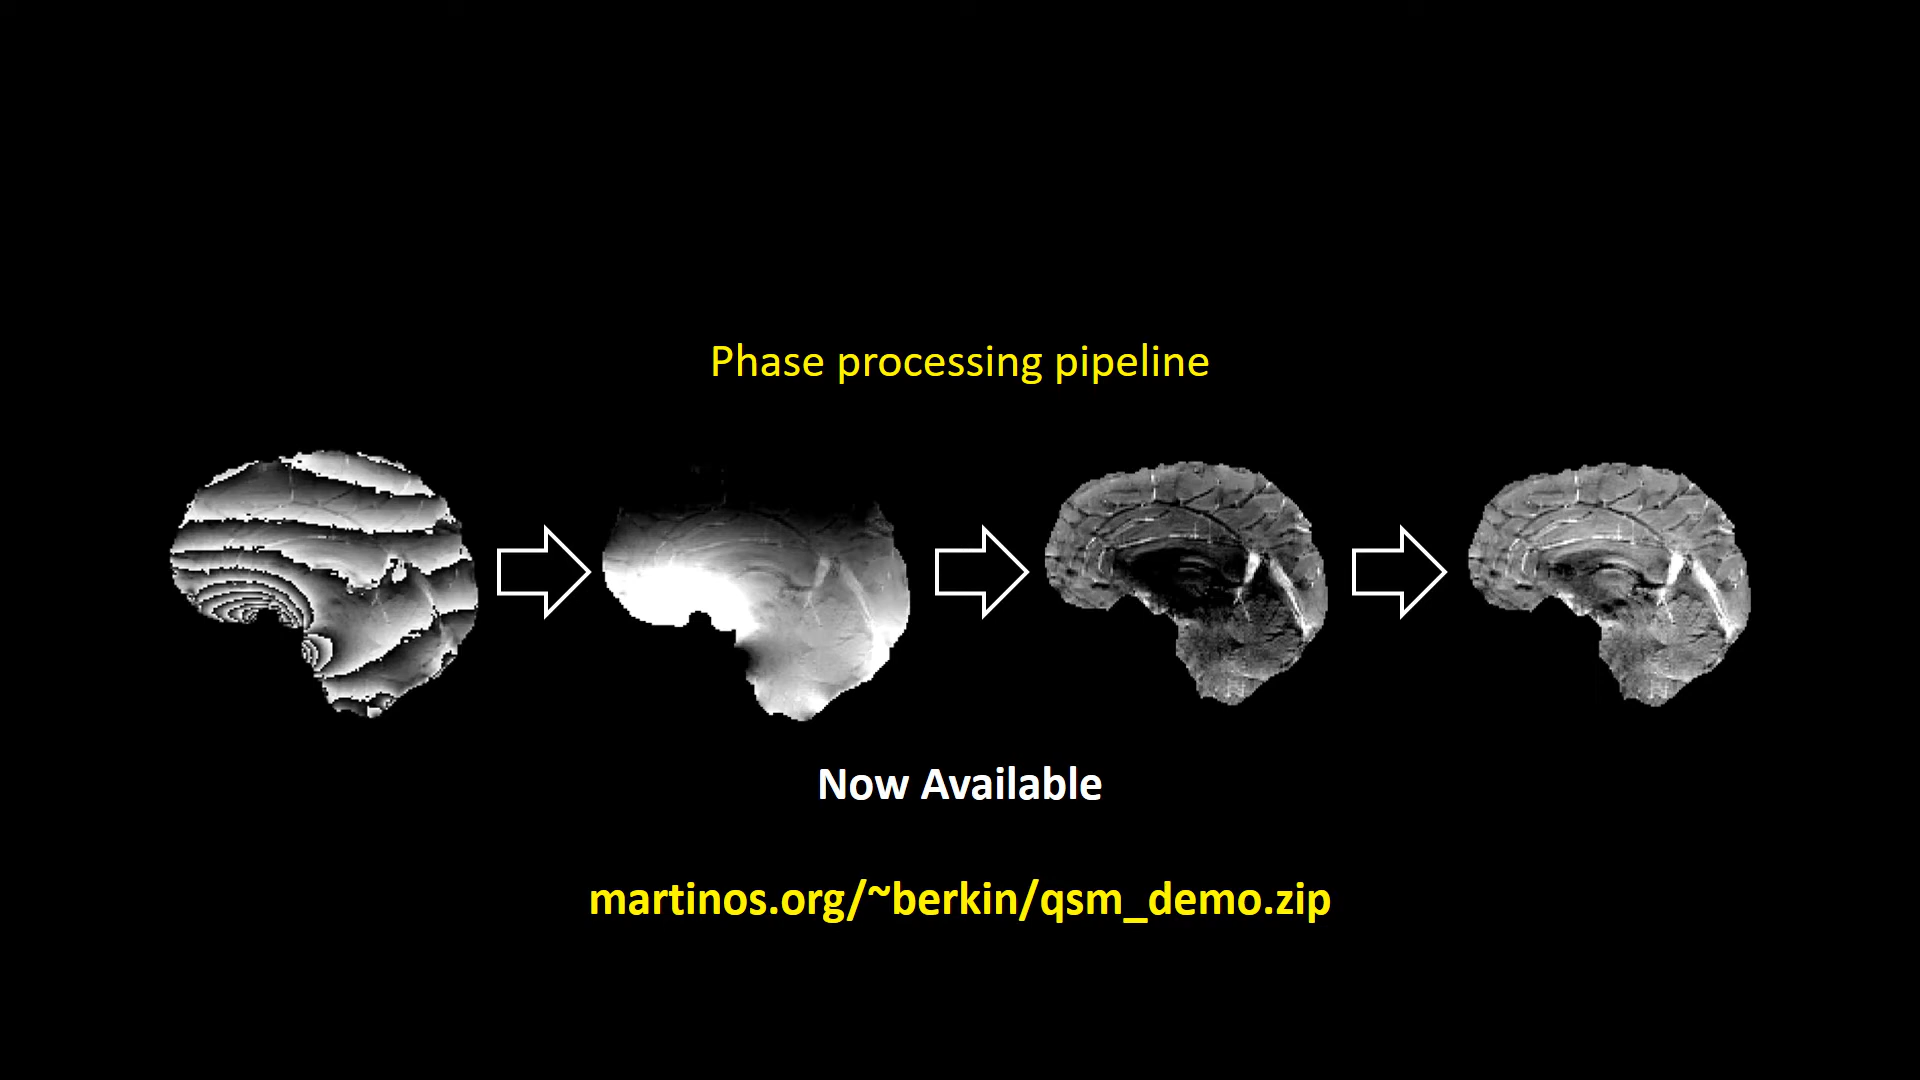 Phase processing pipeline
Now Available
martinos.org/~berkin/qsm_demo.zip